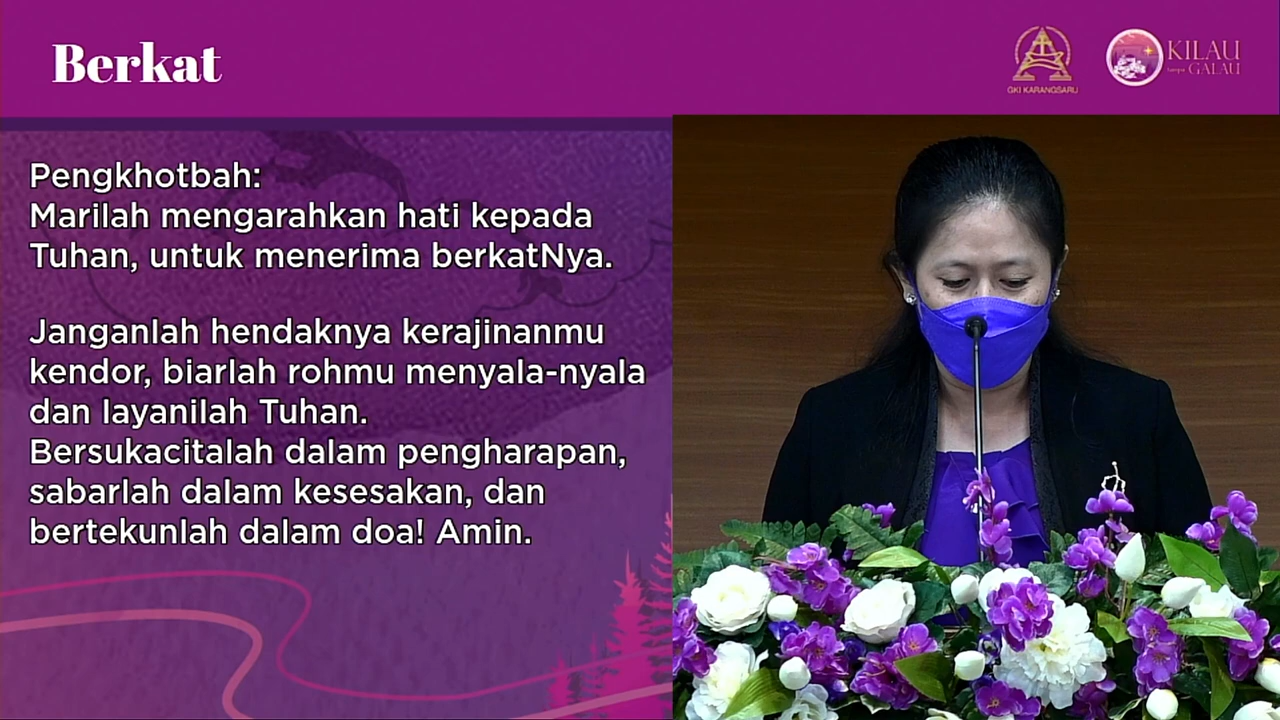 Berkat
GKI KARANGSARU
KILAU
GALAU
Pengkhotbah:
Marilah mengarahkan hati kepada
Tuhan, untuk menerima berkatNya.
Janganlah hendaknya kerajinanmu
kendor, biarlah rohmu menyala-nyala
dan layanilah Tuhan.
Bersukacitalah dalam pengharapan,
sabarlah dalam kesesakan, dan
bertekunlah dalam doa! Amin.